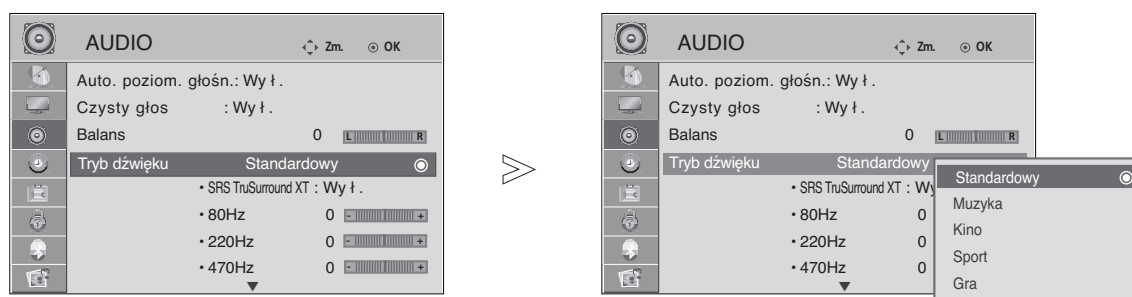 AUDIO Zm. OK
Auto. poziom. głośn.: Wył.
Czysty głos : Wył.
Balans 0 L R
Tryb dźwięku Standardowy
• SRS TruSurround XT : Wył.
• 80Hz 0 - +
• 220Hz 0 - +
• 470Hz 0 - +
AUDIO Zm. OK
Auto. poziom. głośn.: Wył.
Czysty głos : Wył.
Balans 0 L R
Tryb dźwięku Standardowy
• SRS TruSurround XT : Wy
• 80Hz 0
• 220Hz 0
• 470Hz 0
Standardowy
Muzyka
Kino
Sport
Gra